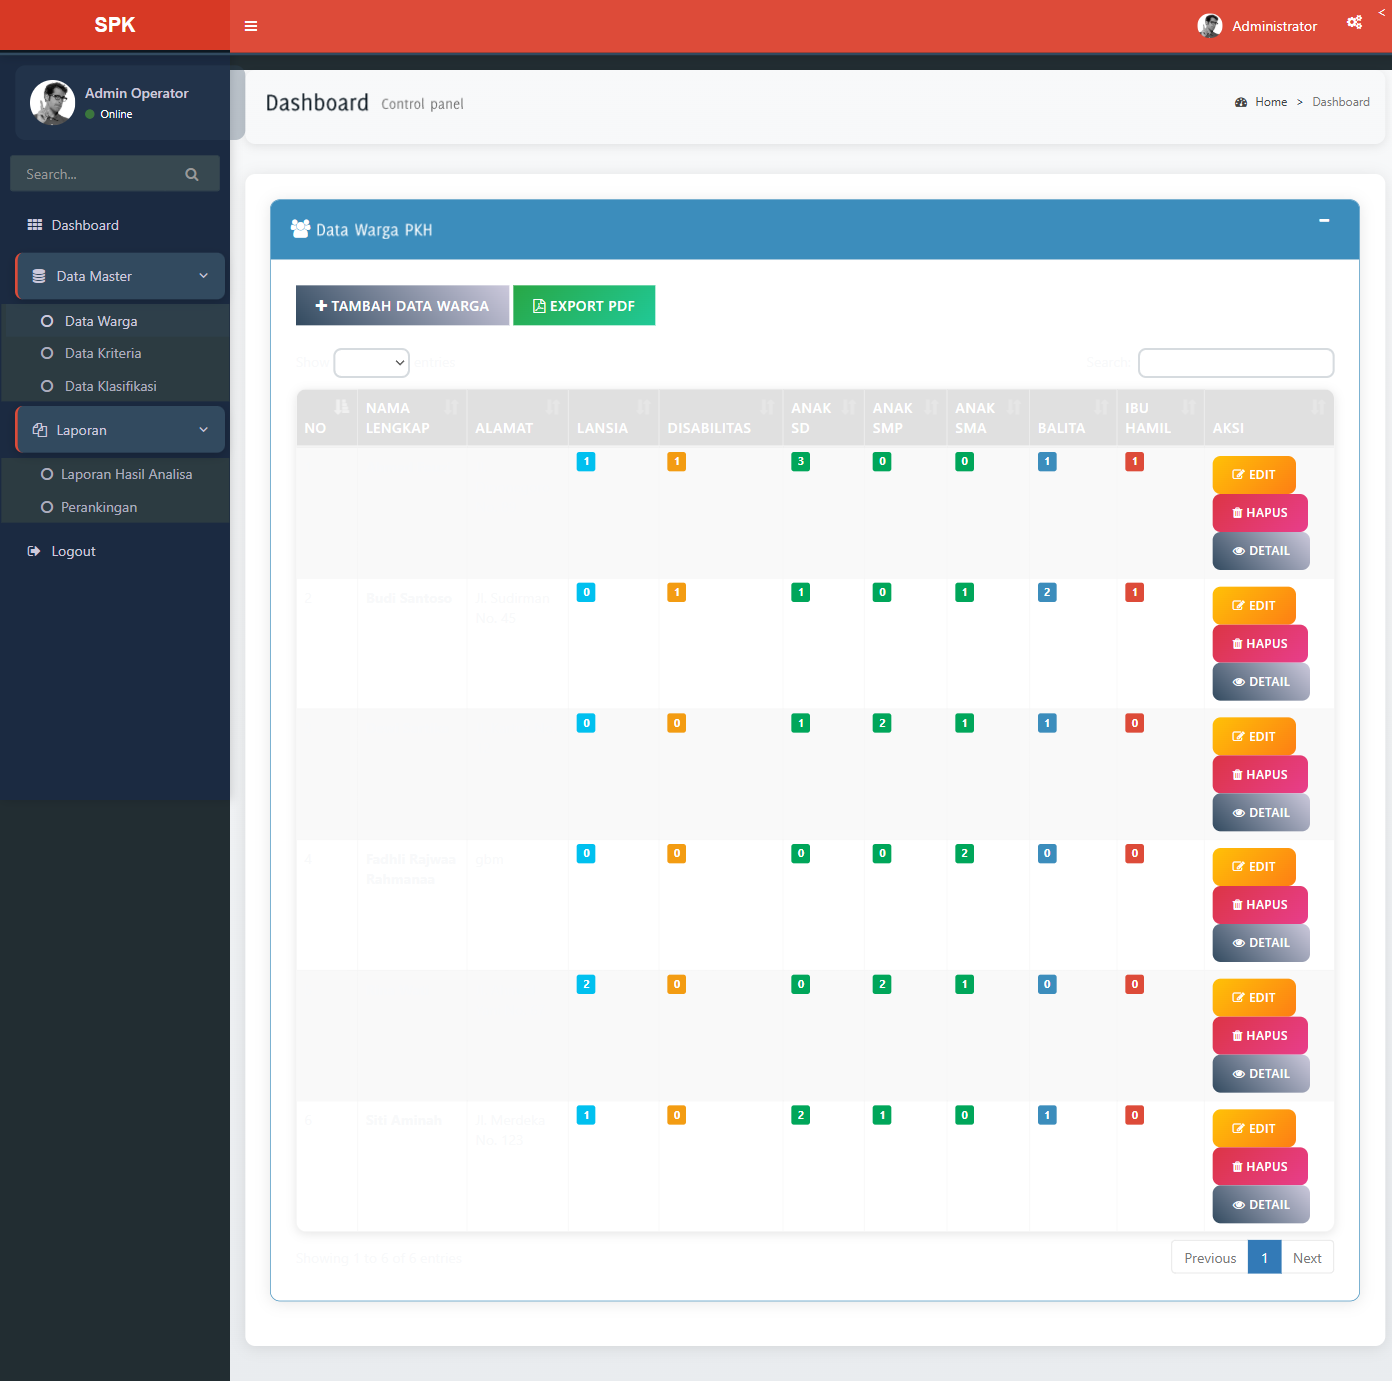 SPK
Administrator
<
Admin Operator
Online
Search...
Dashboard
Data Master
Data Warga
Data Kriteria
Data Klasifikasi
Laporan
Laporan Hasil Analisa
Perankingan
Logout
Dashboard Control panel
Home > Dashboard
Data Warga PKH
TAMBAH DATA WARGA
EXPORT PDF
Show entries
Search:
NO NAMA LENGKAP ALAMAT LANSIA DISABILITAS ANAK SD ANAK SMP ANAK SMA BALITA IBU HAMIL AKSI
1 1 3 0 0 1 1 EDIT
HAPUS
DETAIL
2 Budi Santoso Jl. Sudirman 0 1 1 0 1 2 1 EDIT
No. 45
HAPUS
DETAIL
0 0 1 2 1 1 0 EDIT
HAPUS
DETAIL
4 Rajwaa 0 0 0 0 2 0 0 EDIT
Rahmanaa
HAPUS
DETAIL
2 0 0 2 1 0 0 EDIT
HAPUS
DETAIL
6 Siti Aminah Jl. Merdeka 1 0 2 1 0 1 0 EDIT
No. 123
HAPUS
DETAIL
Showing 1 to 6 of 6 entries
Previous 1 Next